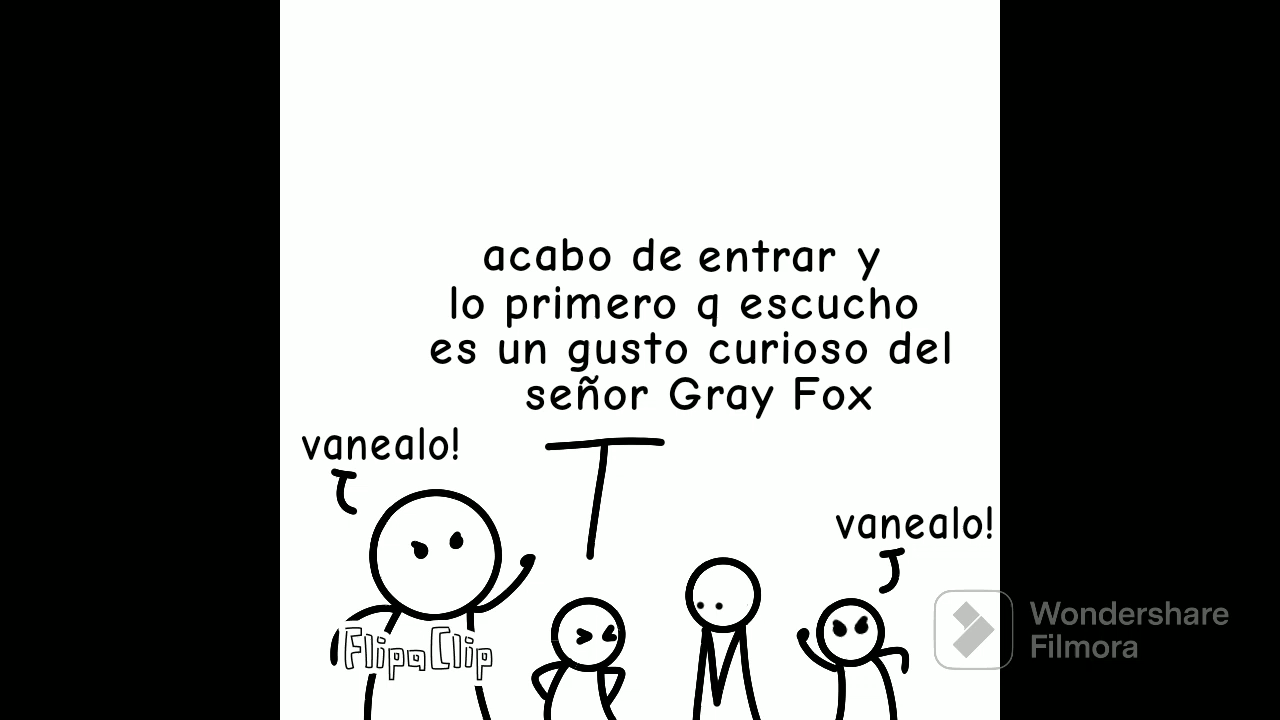 acabo de entrar y
lo primero q escucho
es un gusto curioso del
señor Gray Fox
vanealo!
vanealo!
FlipaClip
Wondershare
Filmora